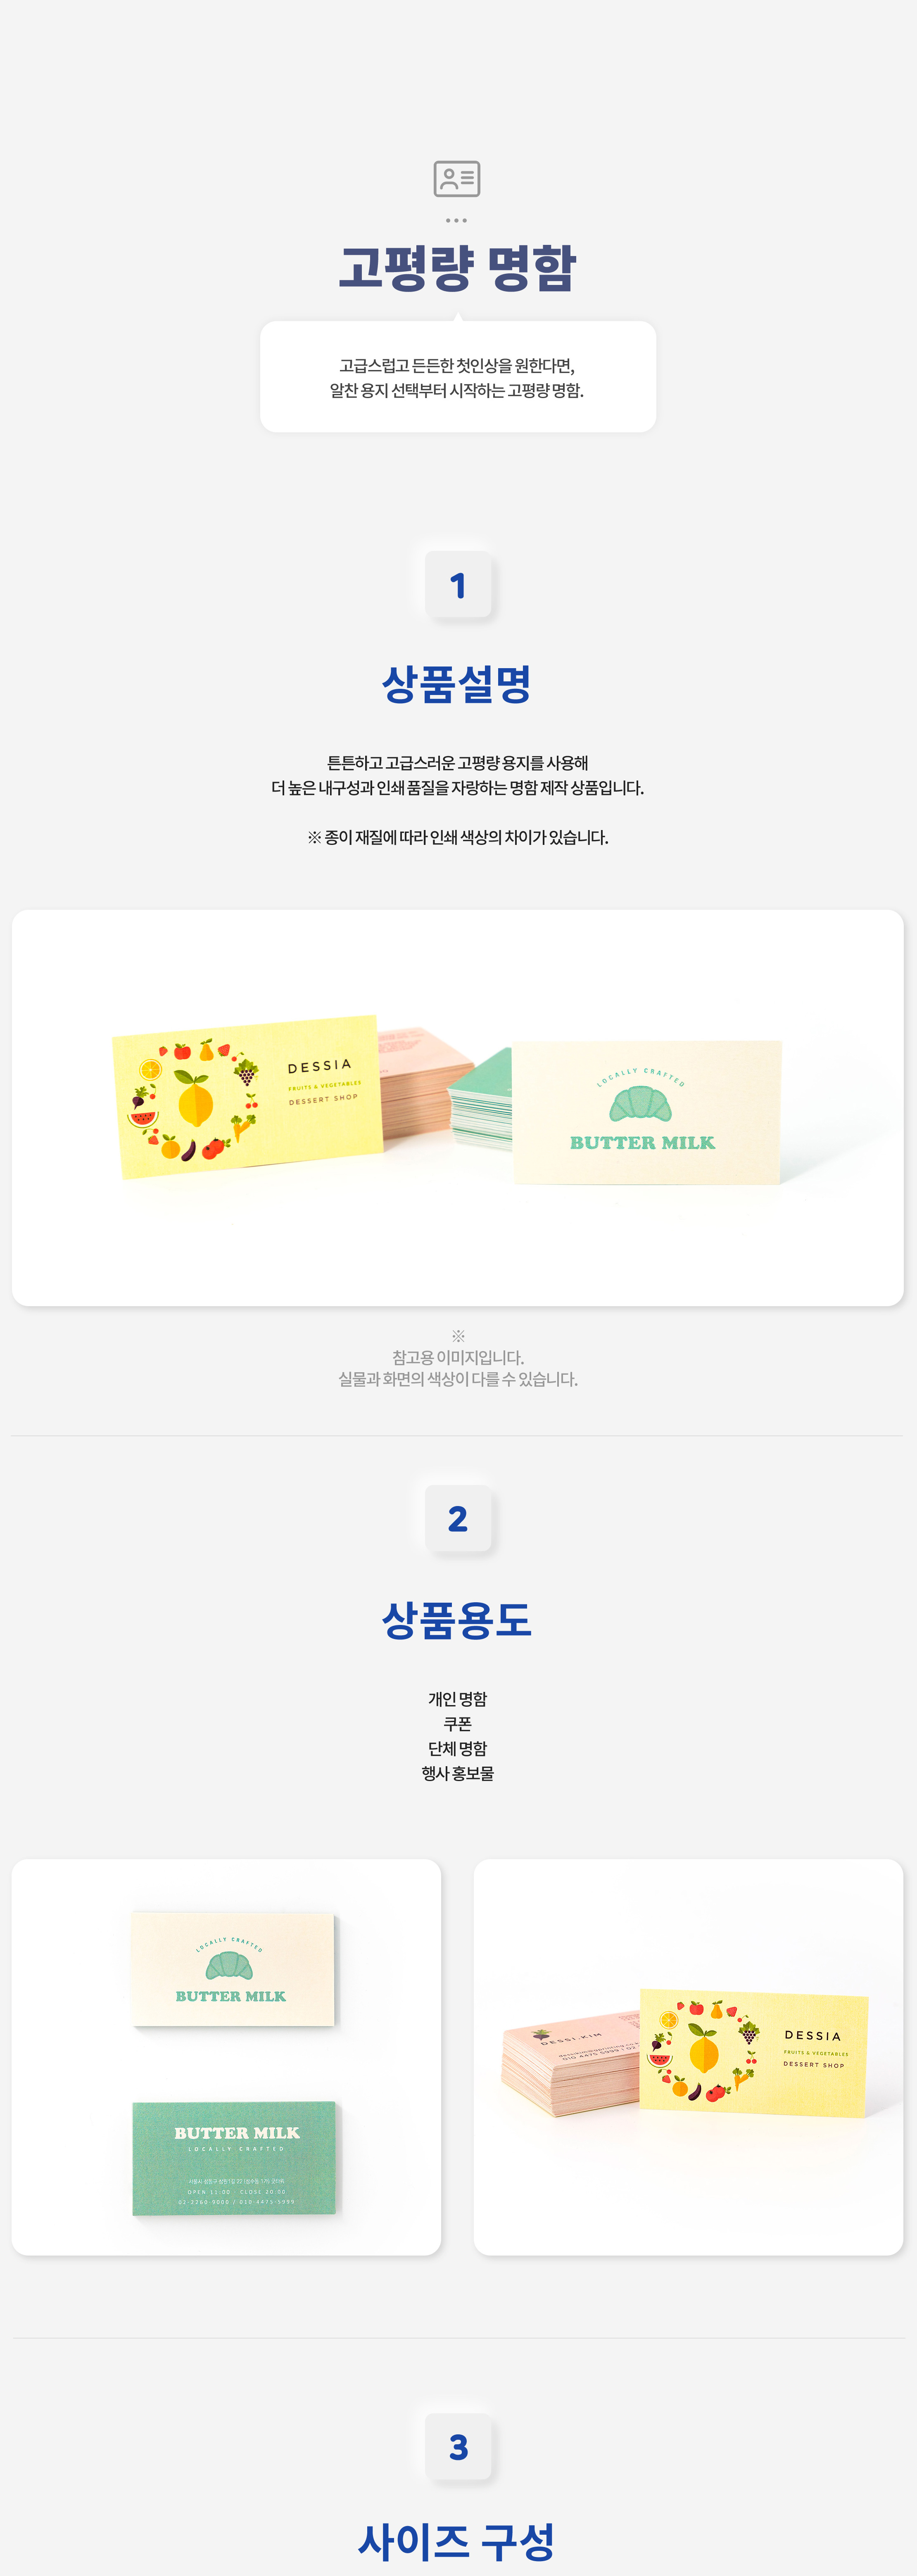 고평량 명함
고급스럽고 든든한 첫인상을 원한다면,
알찬 용지 선택부터 시작하는 고평량 명함.
1
상품설명
튼튼하고 고급스러운 고평량 용지를 사용해
더 높은 내구성과 인쇄 품질을 자랑하는 명함 제작 상품입니다.
※ 종이 재질에 따라 인쇄 색상의 차이가 있습니다.
DESSIA
FRUITS & VEGETABLES
DESSERT SHOP
LOCALLY CRAFTED
BUTTER MILK
※
참고용 이미지입니다.
실물과 화면의 색상이 다를 수 있습니다.
2
상품용도
개인 명함
쿠폰
단체 명함
행사 홍보물
LOCALLY CRAFTED
BUTTER MILK
BUTTER MILK
LOCALLY CRAFTED
OPEN 11:00 CLOSE 20:00
02-2260-9000 / 010-4475-5999
DESSI.KIM
010 4475 5999
DESSIA
FRUITS & VEGETABLES
DESSERT SHOP
3
사이즈 구성